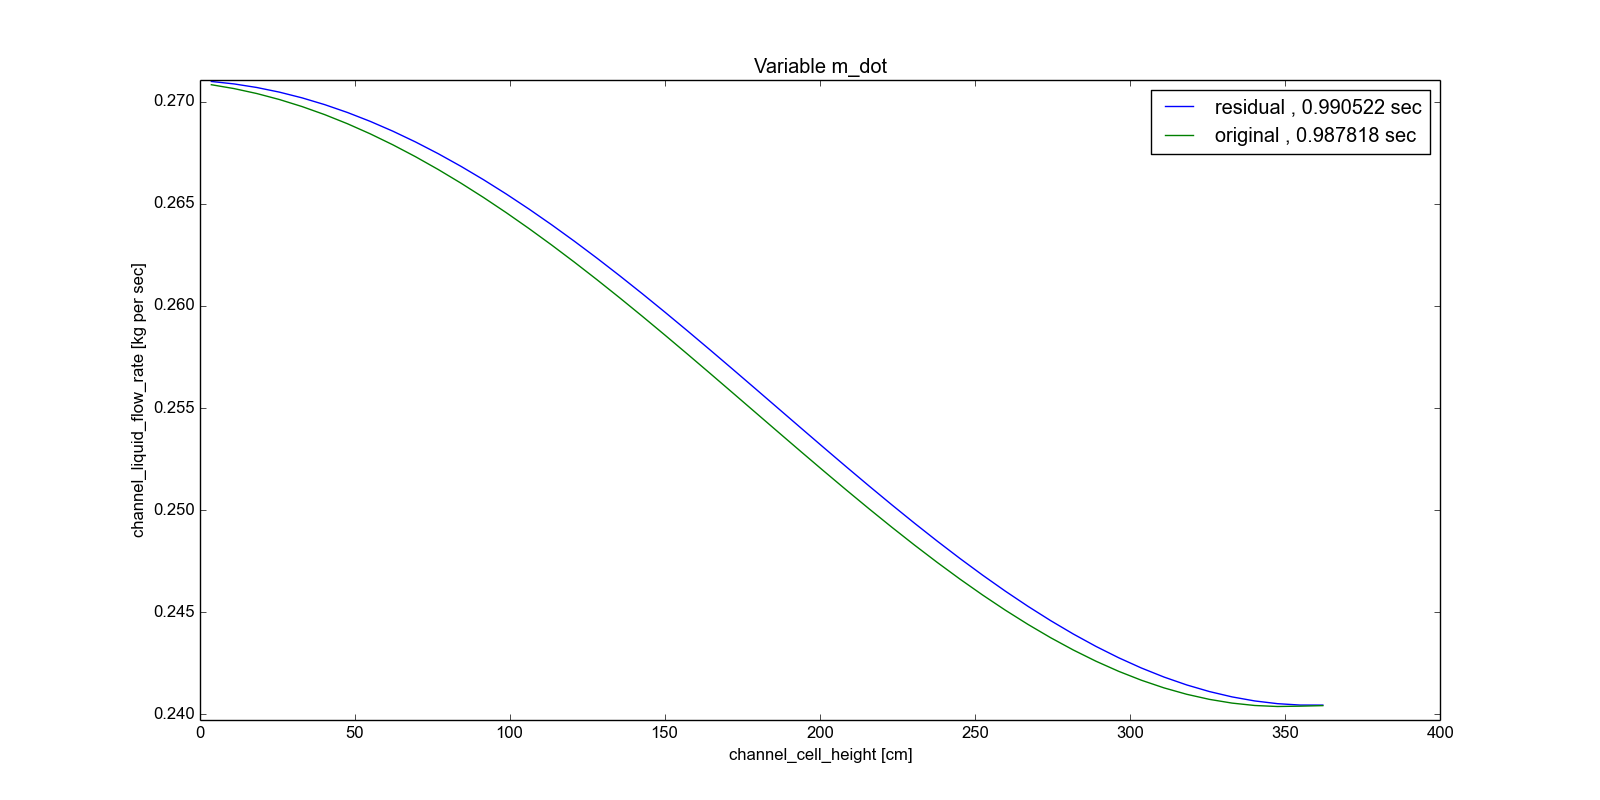 Variable m_dot
residual , 0.990522 sec
original , 0.987818 sec
0.270
0.265
0.260
0.255
0.250
0.245
0.240
channel_liquid_flow_rate [kg per sec]
0 50 100 150 200 250 300 350 400
channel_cell_height [cm]